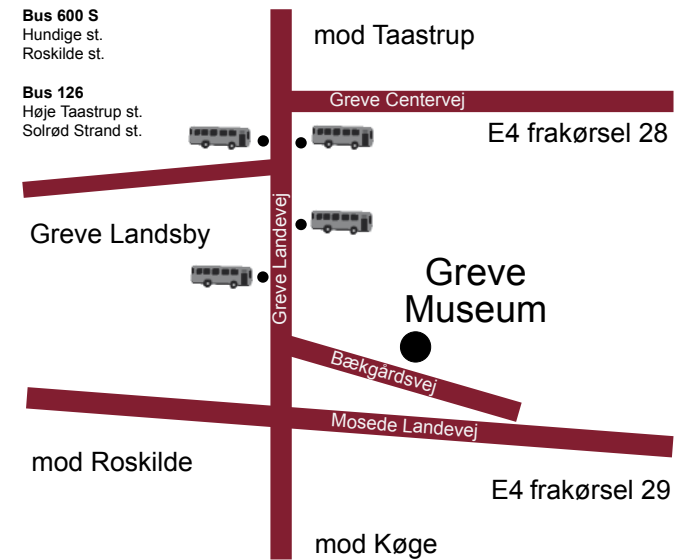 Bus 600 S
Hundige st.
Roskilde st.
Bus 126
Høje Taastrup st.
Solrød Strand st.
mod Taastrup
Greve Centervej
E4 frakørsel 28
Greve Landsby
Greve Landevej
Greve
Museum
Bækgårdsvej
Mosede Landevej
mod Roskilde
E4 frakørsel 29
mod Køge